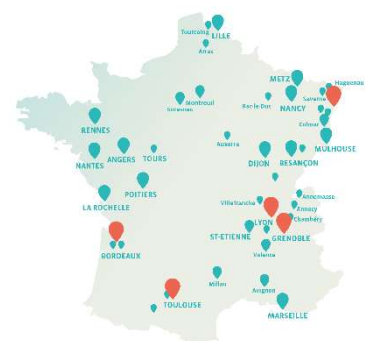 Tourcoing
LILLE
Arras
METZ
Haguenau
Saverne
Montreuil
Suresnes
Bar-le-Duc
NANCY
Colmar
RENNES
Auxerre
MULHOUSE
ANGERS
TOURS
DIJON
BESANÇON
NANTES
POITIERS
Annemasse
LA ROCHELLE
Villefranche
Annecy
LYON
Chambéry
ST-ETIENNE
GRENOBLE
BORDEAUX
Valence
Millau
Avignon
TOULOUSE
MARSEILLE